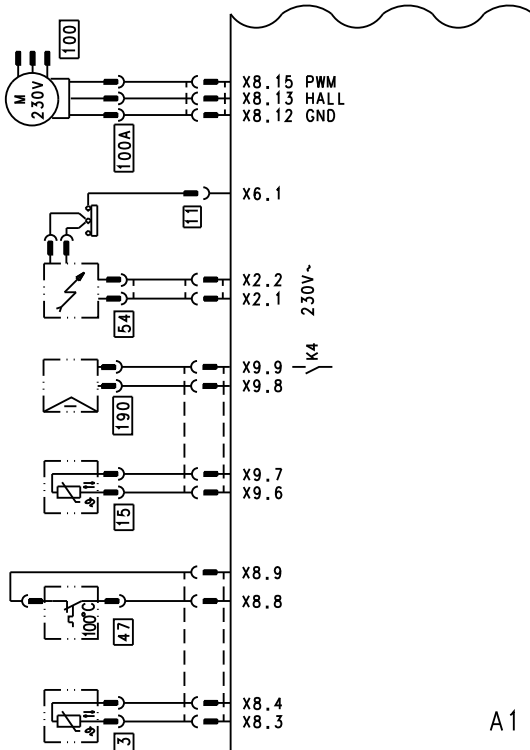 100
M
230V
X8.15 PWM
X8.13 HALL
X8.12 GND
100A
X6.1
11
X2.2
X2.1
230V~
54
X9.9
K4
X9.8
190
X9.7
X9.6
15
X8.9
X8.8
100°C
47
X8.4
X8.3
3
A1